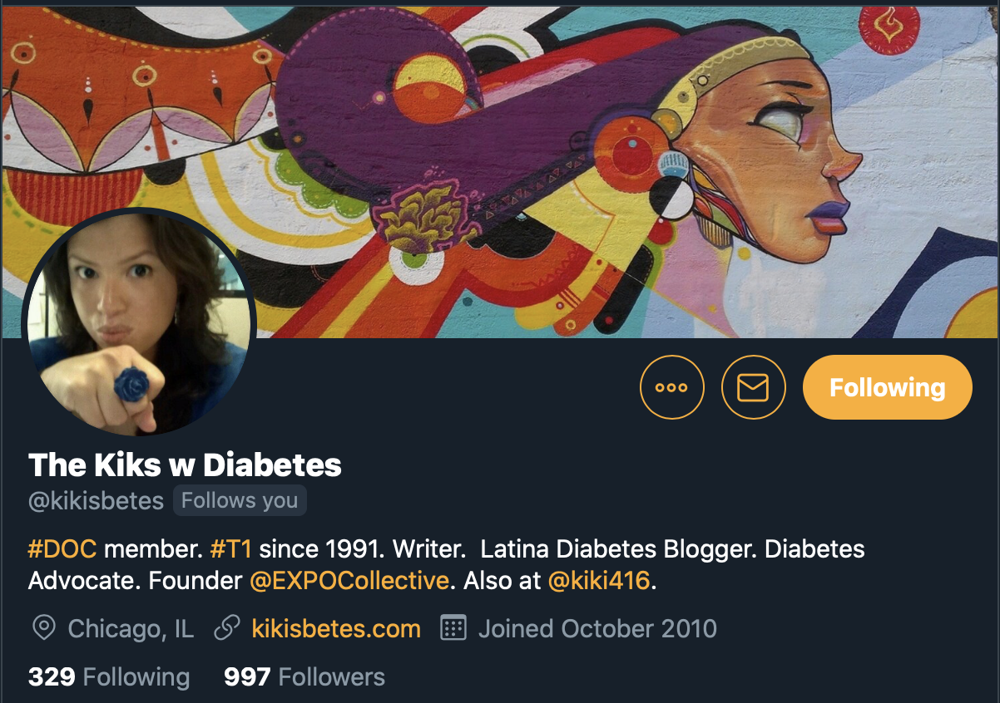 Following
The Kiks w Diabetes
@kikisbetes Follows you
#DOC member. #T1 since 1991. Writer.  Latina Diabetes Blogger. Diabetes
Advocate. Founder @EXPOCollective. Also at @kiki416.
Chicago, IL kikisbetes.com Joined October 2010
329 Following 997 Followers